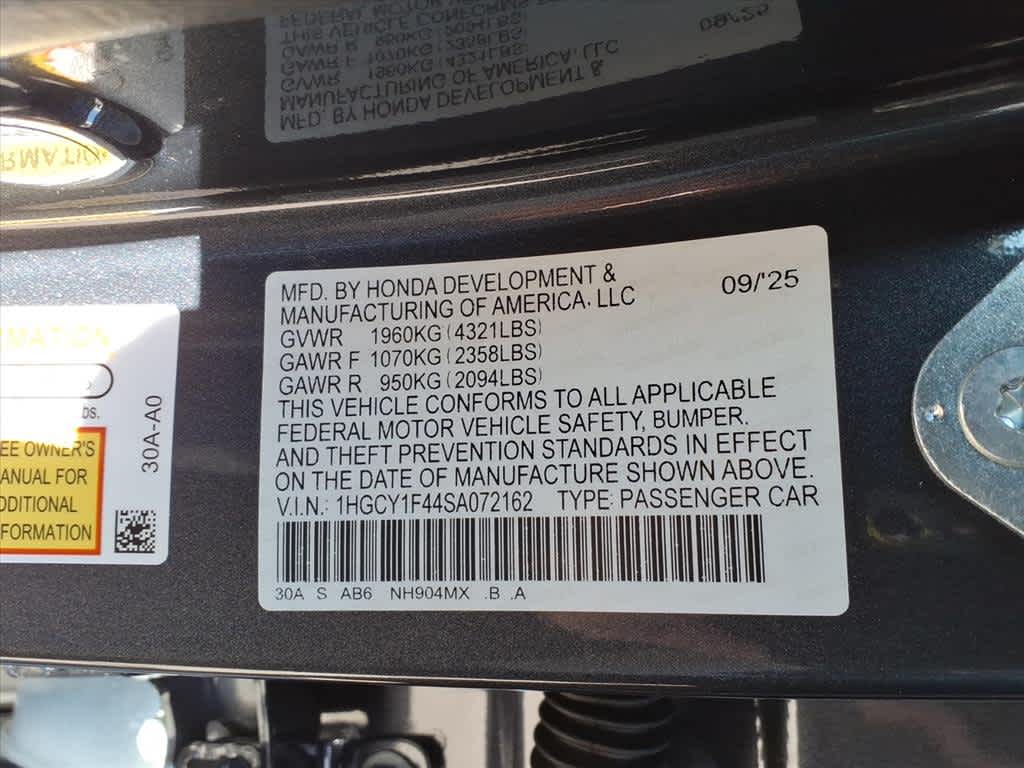 MFD. BY HONDA DEVELOPMENT &
MANUFACTURING OF AMERICA, LLC
09/'25
GVWR 1960KG (4321LBS)
GAWR F 1070KG (2358LBS)
GAWR R 950KG (2094LBS)
THIS VEHICLE CONFORMS TO ALL APPLICABLE
FEDERAL MOTOR VEHICLE SAFETY, BUMPER.
AND THEFT PREVENTION STANDARDS IN EFFECT
ON THE DATE OF MANUFACTURE SHOWN ABOVE.
V.I.N.: 1HGCY1F44SA072162 TYPE: PASSENGER CAR
30A S AB6 NH904MX .B .A
30A-A0
EE OWNER'S
ANUAL FOR
DDITIONAL
FORMATION